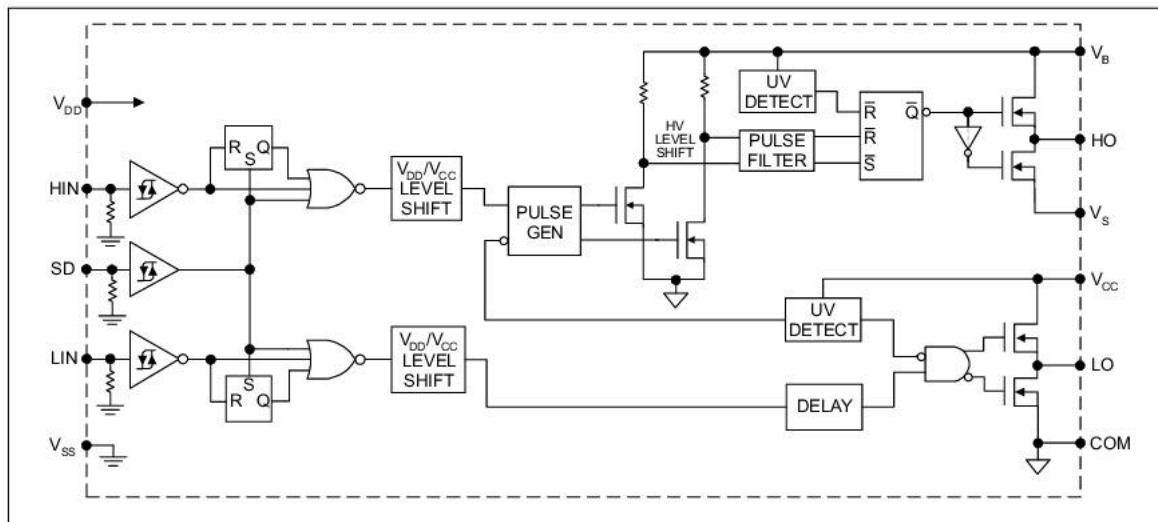 V_DD
HIN
SD
LIN
V_SS
R Q
S
V_DD/V_CC
LEVEL
SHIFT
S
R Q
V_DD/V_CC
LEVEL
SHIFT
PULSE
GEN
HV
LEVEL
SHIFT
UV
DETECT
PULSE
FILTER
R̅ Q̅
R̅
S̅
UV
DETECT
DELAY
V_B
HO
V_S
V_CC
LO
COM